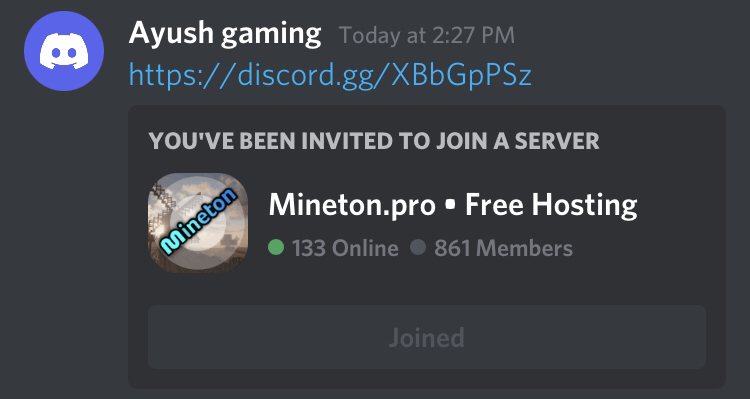 Ayush gaming Today at 2:27 PM
https://discord.gg/XBbGpPSz
YOU'VE BEEN INVITED TO JOIN A SERVER
Mineton
Mineton.pro • Free Hosting
133 Online 861 Members
Joined